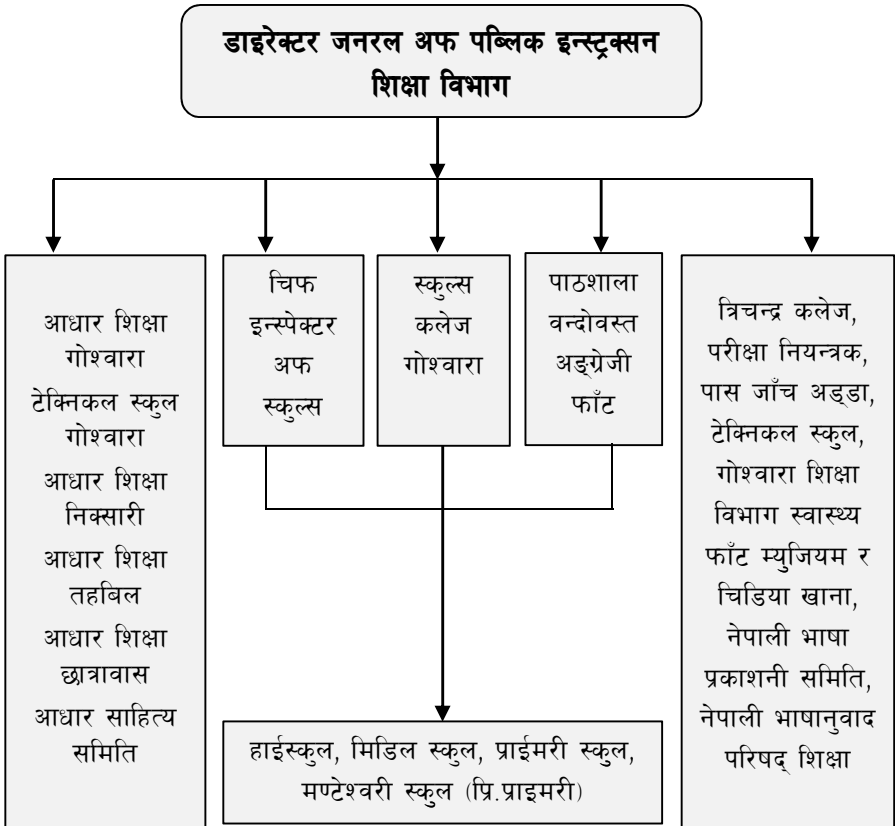 डाइरेक्टर जनरल अफ पब्लिक इन्स्ट्रक्सन
शिक्षा विभाग
आधार शिक्षा
गोश्वारा
टेक्निकल स्कुल
गोश्वारा
आधार शिक्षा
निक्सारी
आधार शिक्षा
तहबिल
आधार शिक्षा
छात्रावास
आधार साहित्य
समिति
चिफ
इन्स्पेक्टर
अफ
स्कुल्स
स्कुल्स
कलेज
गोश्वारा
पाठशाला
वन्दोवस्त
अङ्ग्रेजी
फाँट
त्रिचन्द्र कलेज,
परीक्षा नियन्त्रक,
पास जाँच अड्डा,
टेक्निकल स्कुल,
गोश्वारा शिक्षा
विभाग स्वास्थ्य
फाँट म्युजियम र
चिडिया खाना,
नेपाली भाषा
प्रकाशनी समिति,
नेपाली भाषानुवाद
परिषद् शिक्षा
हाईस्कुल, मिडिल स्कुल, प्राईमरी स्कुल,
मण्टेश्वरी स्कुल (प्रि.प्राइमरी)